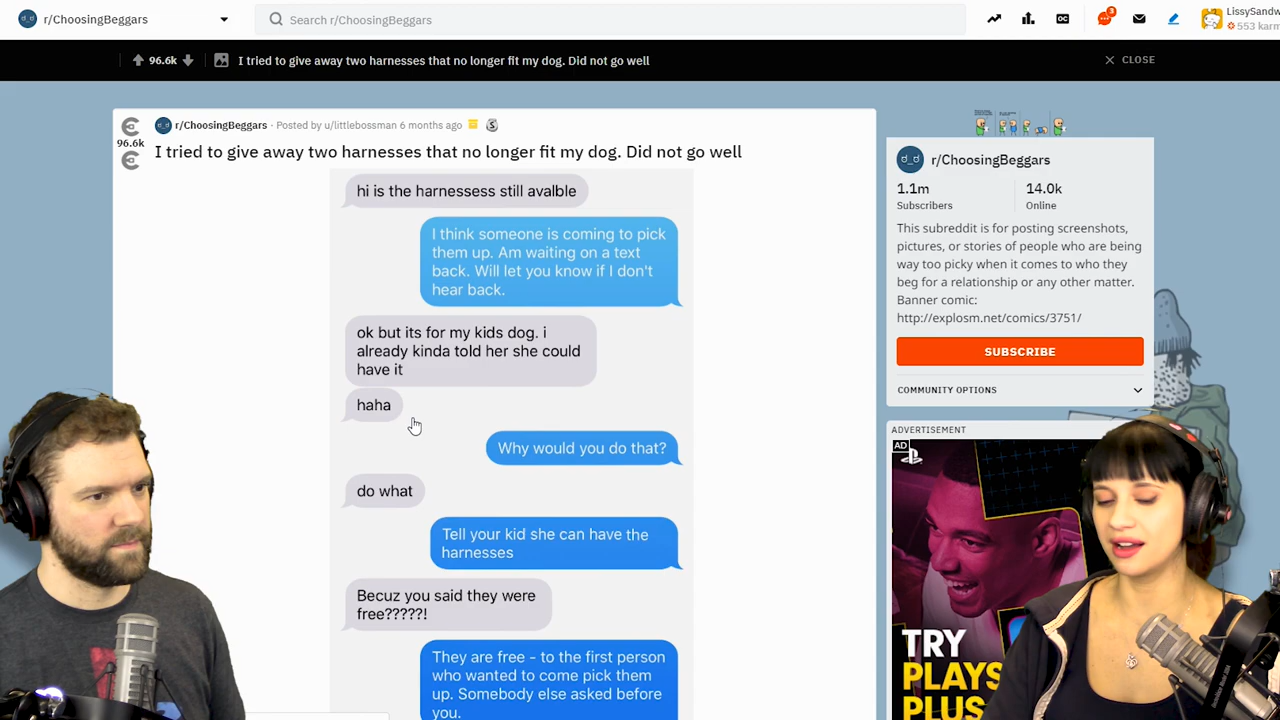 r/ChoosingBeggars
Search r/ChoosingBeggars
3
LissySandw
553 karm
96.6k
I tried to give away two harnesses that no longer fit my dog. Did not go well
CLOSE
r/ChoosingBeggars · Posted by u/littlebossman 6 months ago
96.6k
I tried to give away two harnesses that no longer fit my dog. Did not go well
hi is the harnessess still avalble
I think someone is coming to pick
them up. Am waiting on a text
back. Will let you know if I don't
hear back.
ok but its for my kids dog. i
already kinda told her she could
have it
haha
Why would you do that?
do what
Tell your kid she can have the
harnesses
Becuz you said they were
free?????!
They are free - to the first person
who wanted to come pick them
up. Somebody else asked before
you.
r/ChoosingBeggars
1.1m
14.0k
Subscribers
Online
This subreddit is for posting screenshots,
pictures, or stories of people who are being
way too picky when it comes to who they
beg for a relationship or any other matter.
Banner comic:
http://explosm.net/comics/3751/
SUBSCRIBE
COMMUNITY OPTIONS
ADVERTISEMENT
AD
TRY
PLAYS
PLUS